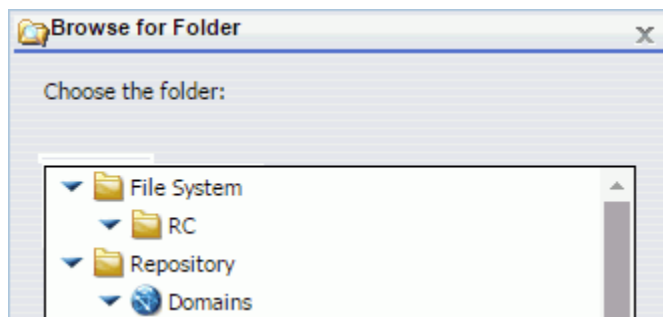 Browse for Folder
Choose the folder:
File System
RC
Repository
Domains